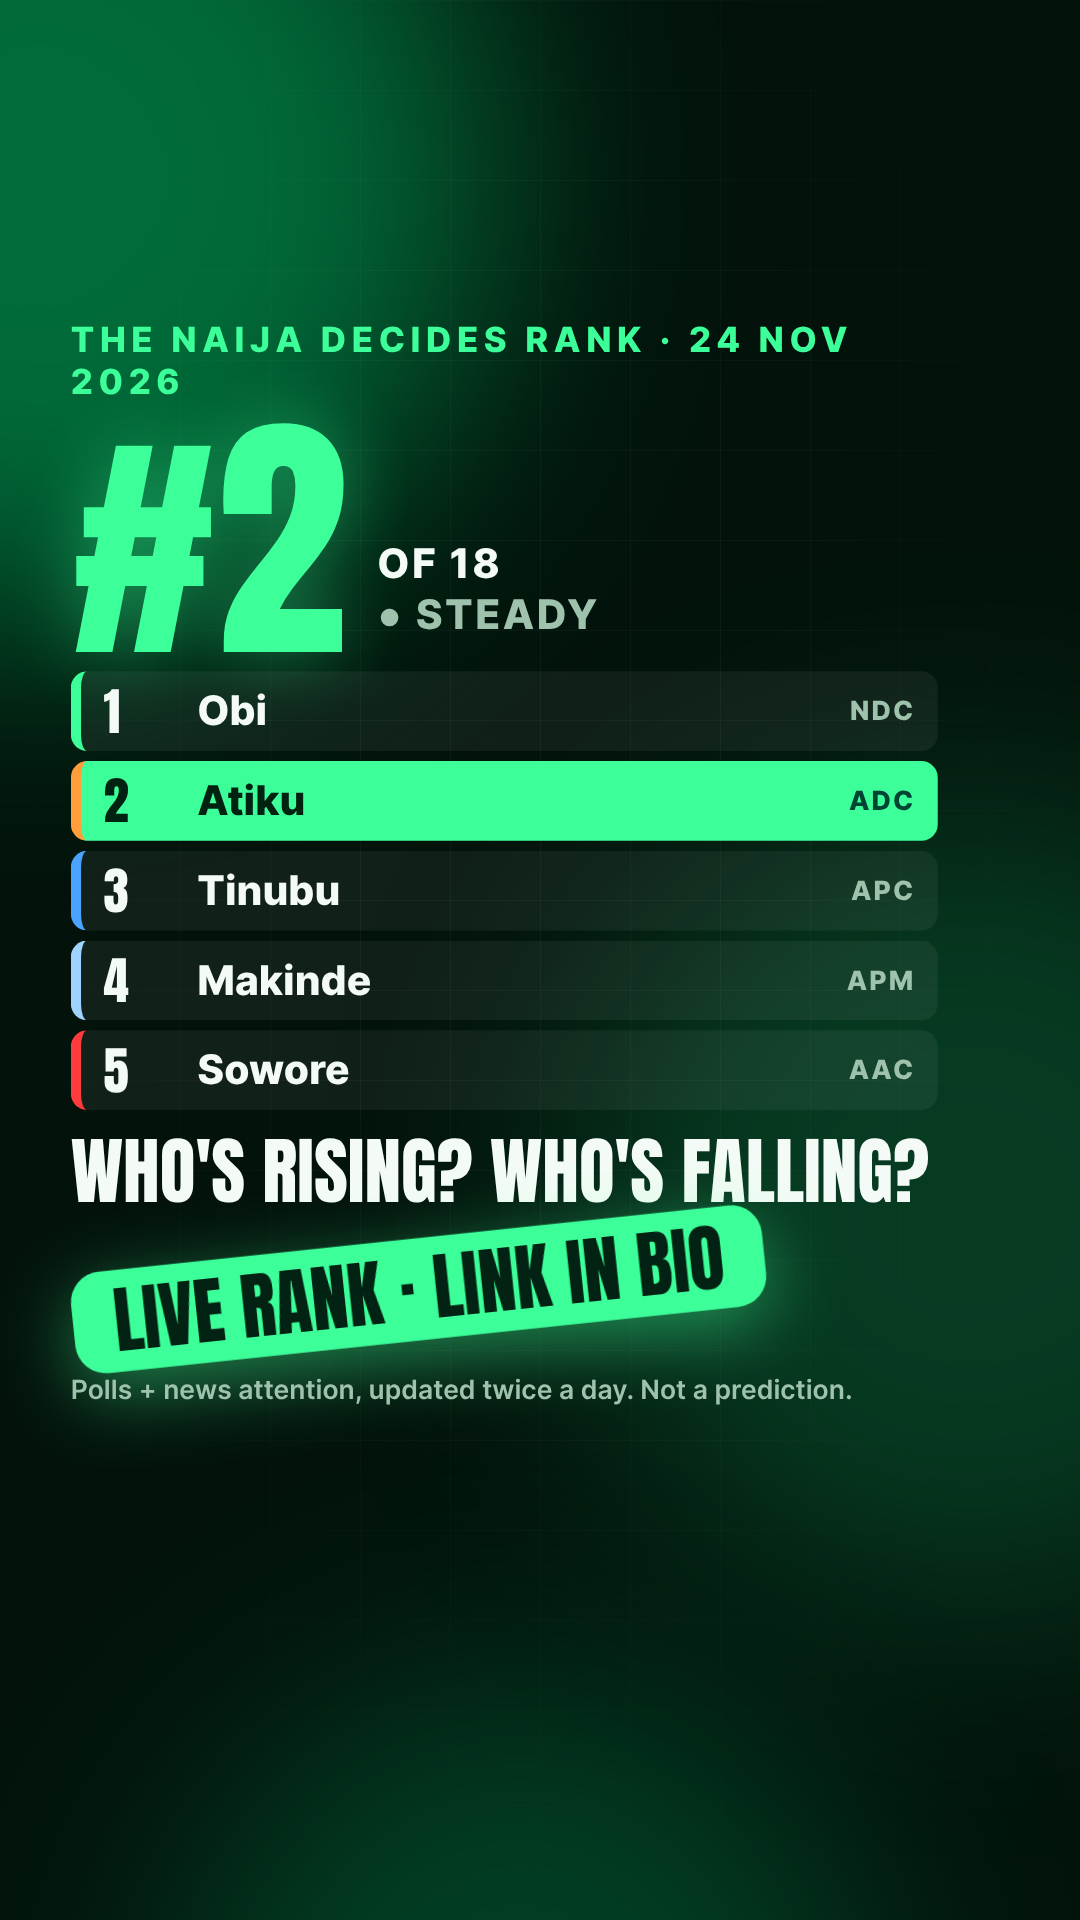 THE NAIJA DECIDES RANK · 24 NOV
2026
#2
OF 18
● STEADY
1 Obi NDC
2 Atiku ADC
3 Tinubu APC
4 Makinde APM
5 Sowore AAC
WHO'S RISING? WHO'S FALLING?
LIVE RANK · LINK IN BIO
Polls + news attention, updated twice a day. Not a prediction.